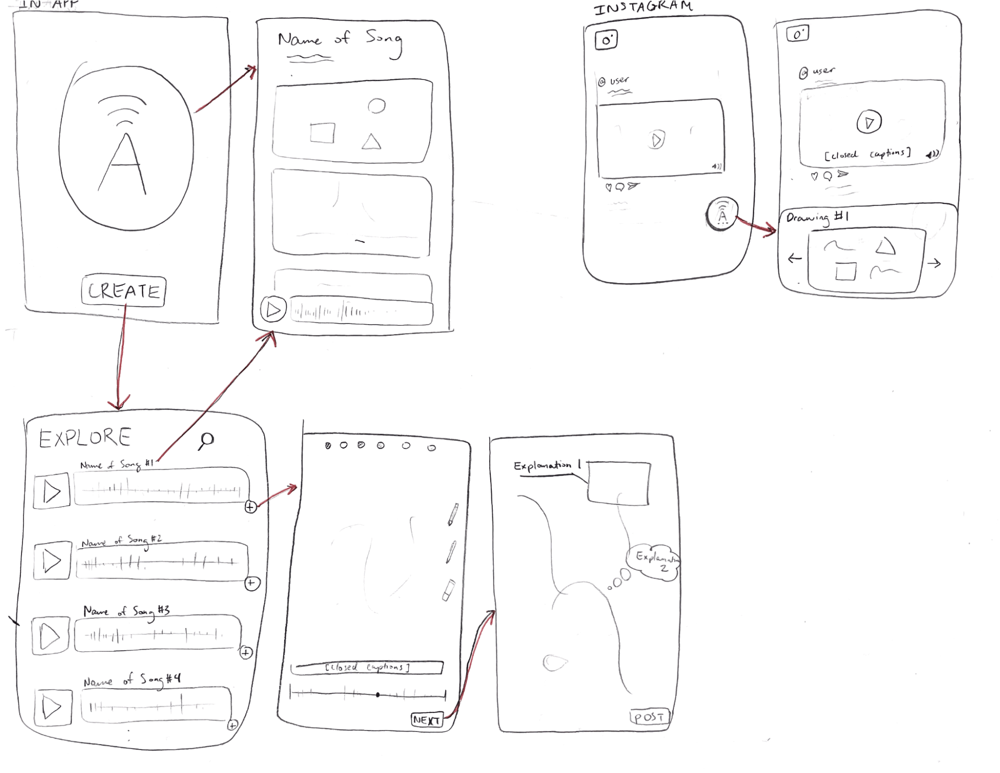 IN-APP
A
CREATE
Name of Song
INSTAGRAM
@ user
A
@ user
[closed captions]
Drawing #1
EXPLORE
Name of Song #1
Name of Song #2
Name of Song #3
Name of Song #4
[closed captions]
NEXT
Explanation 1
Explanation
2
POST